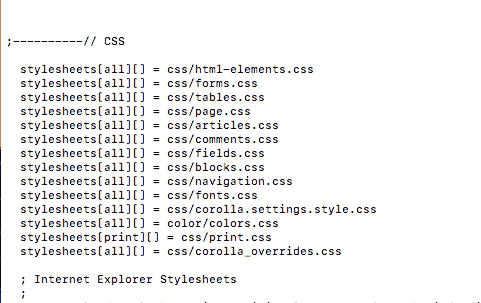 ;----------// CSS
stylesheets[all][] = css/html-elements.css
stylesheets[all][] = css/forms.css
stylesheets[all][] = css/tables.css
stylesheets[all][] = css/page.css
stylesheets[all][] = css/articles.css
stylesheets[all][] = css/comments.css
stylesheets[all][] = css/fields.css
stylesheets[all][] = css/blocks.css
stylesheets[all][] = css/navigation.css
stylesheets[all][] = css/fonts.css
stylesheets[all][] = css/corolla.settings.style.css
stylesheets[all][] = color/colors.css
stylesheets[print][] = css/print.css
stylesheets[all][] = css/corolla_overrides.css
; Internet Explorer Stylesheets
;